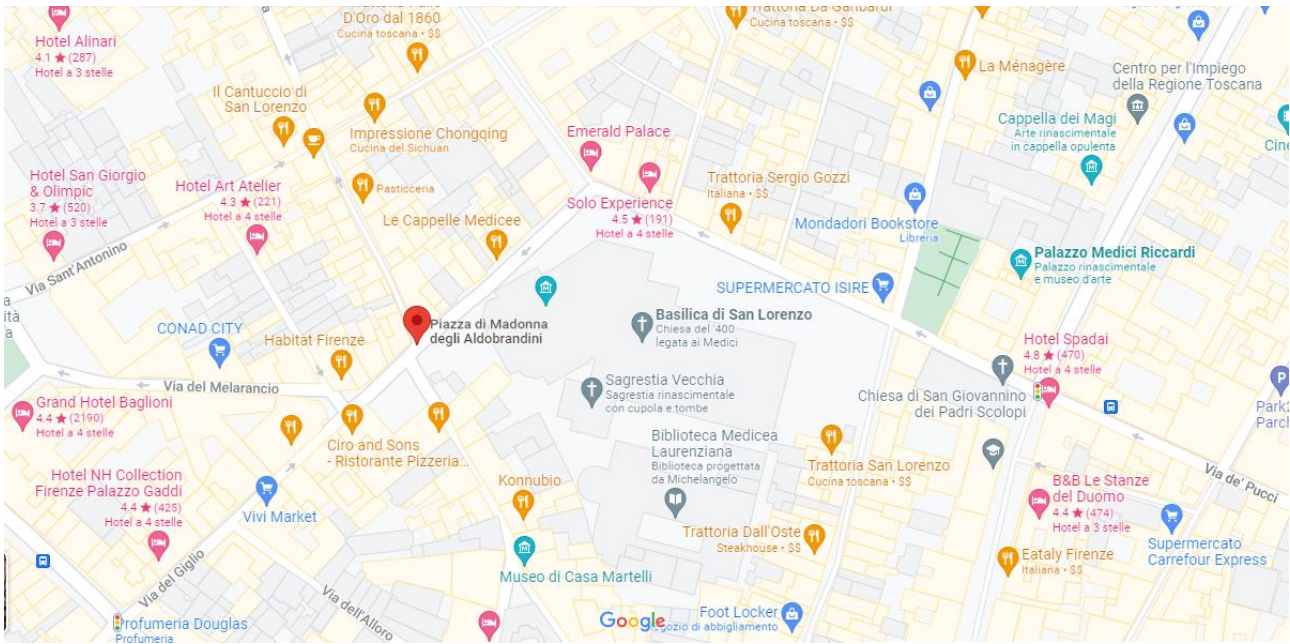 D'Oro dal 1860
Cucina toscana • $$
Trattoria Da Garibardi
Cucina toscana • $$
Hotel Alinari
4.1 ★ (287)
Hotel a 3 stelle
La Ménagère
Centro per l'Impiego
della Regione Toscana
Il Cantuccio di
San Lorenzo
Impressione Chongqing
Cucina del Sichuan
Emerald Palace
Cappella dei Magi
Arte rinascimentale
in cappella opulenta
Cine
Hotel San Giorgio
& Olimpic
3.7 ★ (520)
Hotel a 3 stelle
Hotel Art Atelier
4.3 ★ (221)
Hotel a 4 stelle
Pasticceria
Trattoria Sergio Gozzi
Italiana • $$
Solo Experience
4.5 ★ (191)
Hotel a 4 stelle
Le Cappelle Medicee
Mondadori Bookstore
Libreria
Via Sant'Antonino
Palazzo Medici Riccardi
Palazzo rinascimentale
e museo d'arte
SUPERMERCATO ISIRE
a
ità
a
CONAD CITY
Habitat Firenze
Piazza di Madonna
degli Aldobrandini
Basilica di San Lorenzo
Chiesa del '400
legata ai Medici
Hotel Spadai
4.8 ★ (470)
Hotel a 4 stelle
Via del Melarancio
Sagrestia Vecchia
Sagrestia rinascimentale
con cupola e tombe
Chiesa di San Giovannino
dei Padri Scolopi
P
Park2
Parch
Grand Hotel Baglioni
4.4 ★ (2190)
Hotel a 4 stelle
Ciro and Sons
- Ristorante Pizzeria...
Biblioteca Medicea
Laurenziana
Biblioteca progettata
da Michelangelo
Trattoria San Lorenzo
Cucina toscana • $$
Via de' Pucci
Hotel NH Collection
Firenze Palazzo Gaddi
4.4 ★ (425)
Hotel a 4 stelle
Konnubio
B&B Le Stanze
del Duomo
4.4 ★ (474)
Hotel a 3 stelle
Vivi Market
Trattoria Dall'Oste
Steakhouse • $$
Supermercato
Carrefour Express
Eataly Firenze
Italiana • $$
Museo di Casa Martelli
Via del Giglio
Via dell'Alloro
Profumeria Douglas
Profumeria
Google
Foot Locker
negozio di abbigliamento